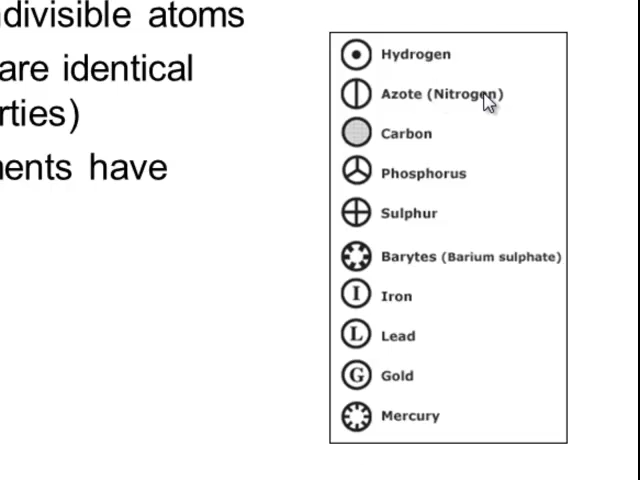 ndivisible atoms
are identical
rties)
nents have
Hydrogen
Azote (Nitrogen)
Carbon
Phosphorus
Sulphur
Barytes (Barium sulphate)
I Iron
L Lead
G Gold
Mercury